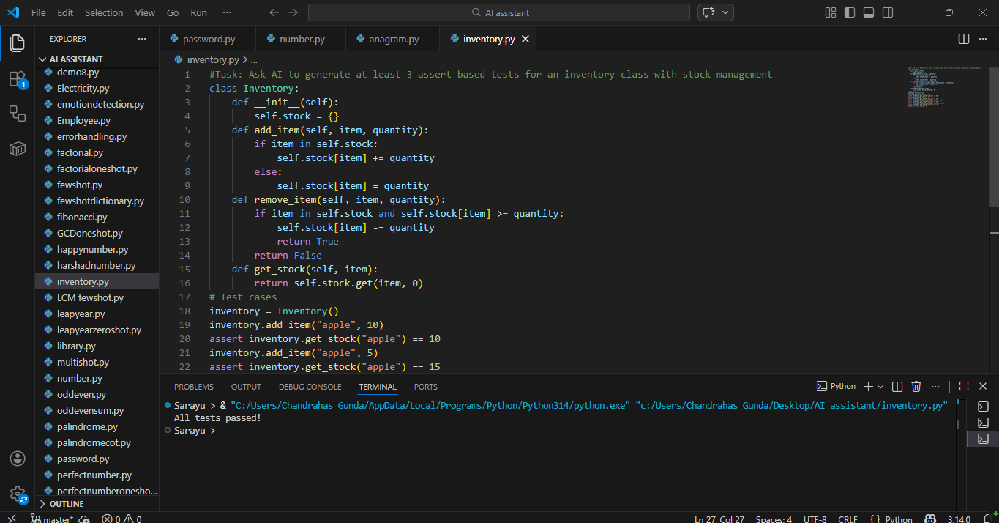 File Edit Selection View Go Run ··· AI assistant
EXPLORER ···
AI ASSISTANT
demo8.py
Electricity.py
emotiondetection.py
Employee.py
errorhandling.py
factorial.py
factorialoneshot.py
fewshot.py
fewshotdictionary.py
fibonacci.py
GCDoneshot.py
happynumber.py
harshadnumber.py
inventory.py
LCM fewshot.py
leapyear.py
leapyearzeroshot.py
library.py
multishot.py
number.py
oddeven.py
oddevensum.py
palindrome.py
palindromecot.py
password.py
perfectnumber.py
perfectnumberonesho...
OUTLINE
1
password.py number.py anagram.py inventory.py
inventory.py > ...
1 #Task: Ask AI to generate at least 3 assert-based tests for an inventory class with stock management
2 class Inventory:
3     def __init__(self):
4         self.stock = {}
5     def add_item(self, item, quantity):
6         if item in self.stock:
7             self.stock[item] += quantity
8         else:
9             self.stock[item] = quantity
10     def remove_item(self, item, quantity):
11         if item in self.stock and self.stock[item] >= quantity:
12             self.stock[item] -= quantity
13             return True
14         return False
15     def get_stock(self, item):
16         return self.stock.get(item, 0)
17 # Test cases
18 inventory = Inventory()
19 inventory.add_item("apple", 10)
20 assert inventory.get_stock("apple") == 10
21 inventory.add_item("apple", 5)
22 assert inventory.get_stock("apple") == 15
PROBLEMS OUTPUT DEBUG CONSOLE TERMINAL PORTS Python
Sarayu > & "C:/Users/Chandrahas Gunda/AppData/Local/Programs/Python/Python314/python.exe" "c:/Users/Chandrahas Gunda/Desktop/AI assistant/inventory.py"
All tests passed!
Sarayu >
master* 0 0 Ln 27, Col 27 Spaces: 4 UTF-8 CRLF { } Python 3.14.0